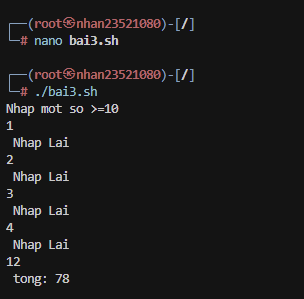 ┌──(root㉿nhan23521080)-[/]
└─# nano bai3.sh
┌──(root㉿nhan23521080)-[/]
└─# ./bai3.sh
Nhap mot so >=10
1
 Nhap Lai
2
 Nhap Lai
3
 Nhap Lai
4
 Nhap Lai
12
 tong: 78